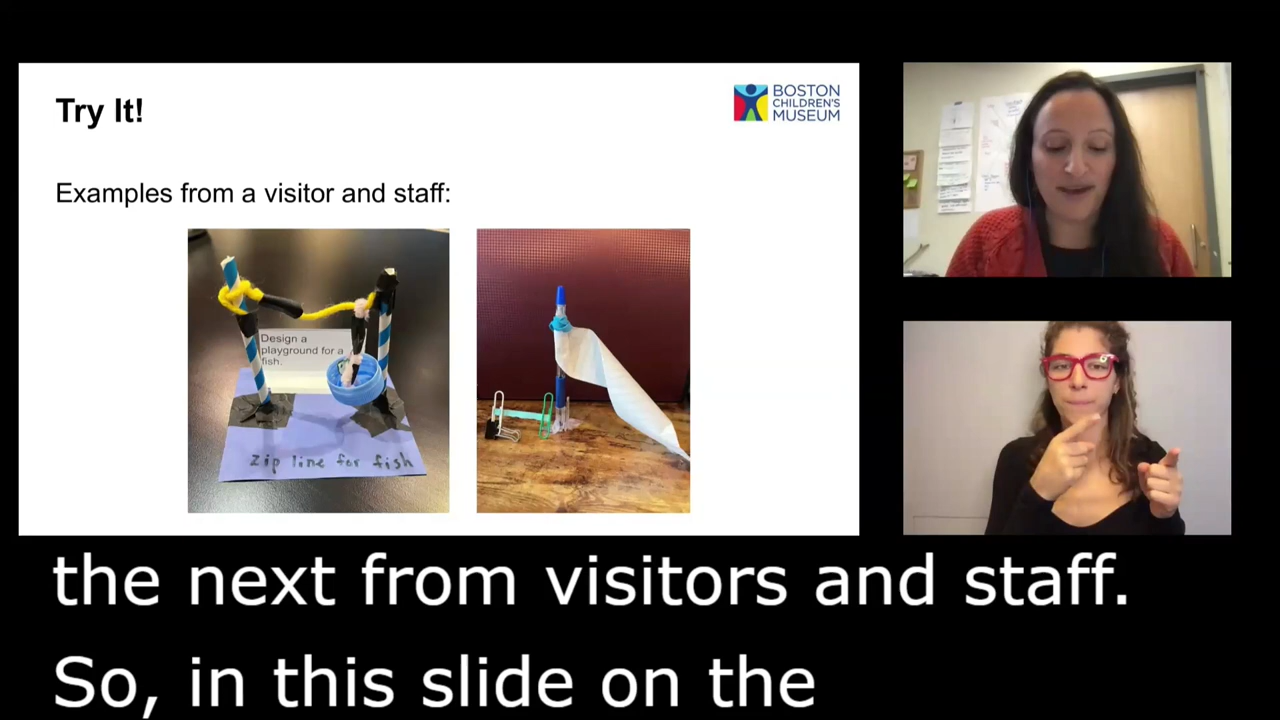 Try It!
BOSTON
CHILDREN'S
MUSEUM
Examples from a visitor and staff:
Design a
playground for a
fish.
Zip line for fish
the next from visitors and staff.
So, in this slide on the